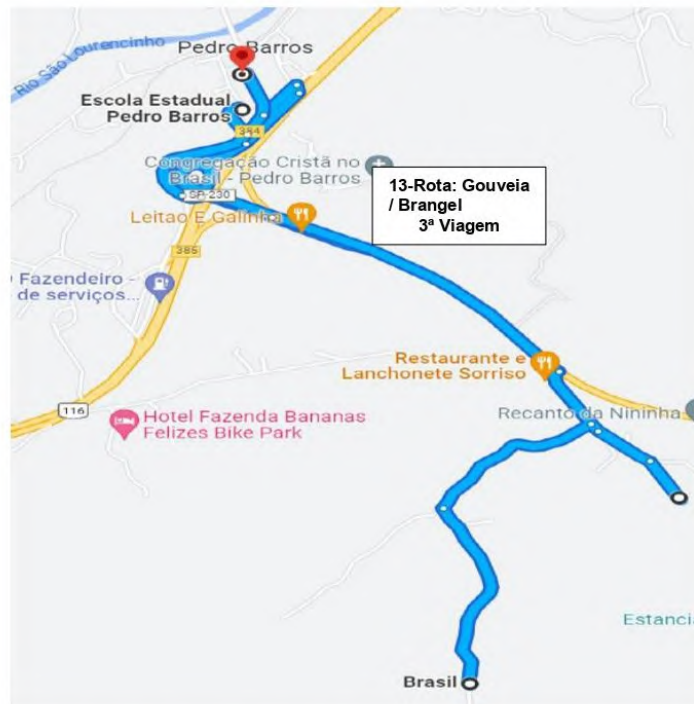 Pedro Barros
Rio São Lourencinho
Escola Estadual
Pedro Barros
384
Congregação Cristã no
Brasil - Pedro Barros
13-Rota: Gouveia
/ Brangel
3ª Viagem
SP-230
Leitao E Galinha
385
Fazendeiro -
de serviços...
Restaurante e
Lanchonete Sorriso
116
Hotel Fazenda Bananas
Felizes Bike Park
Recanto da Nininha
Estancia
Brasil